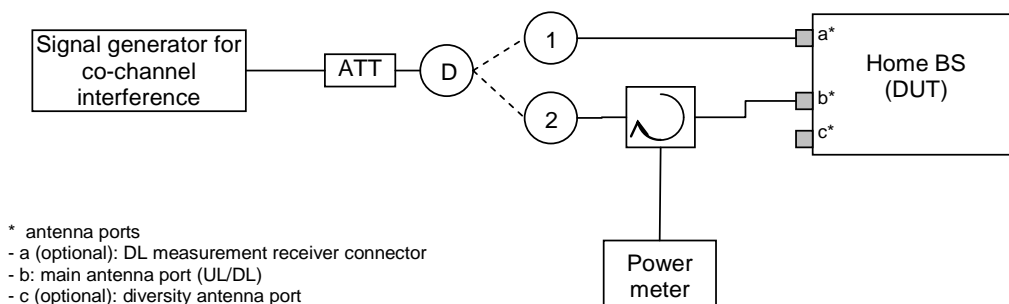 Signal generator for
co-channel
interference
ATT
D
1
2
a*
b*
c*
Home BS
(DUT)
Power
meter
* antenna ports
- a (optional): DL measurement receiver connector
- b: main antenna port (UL/DL)
- c (optional): diversity antenna port